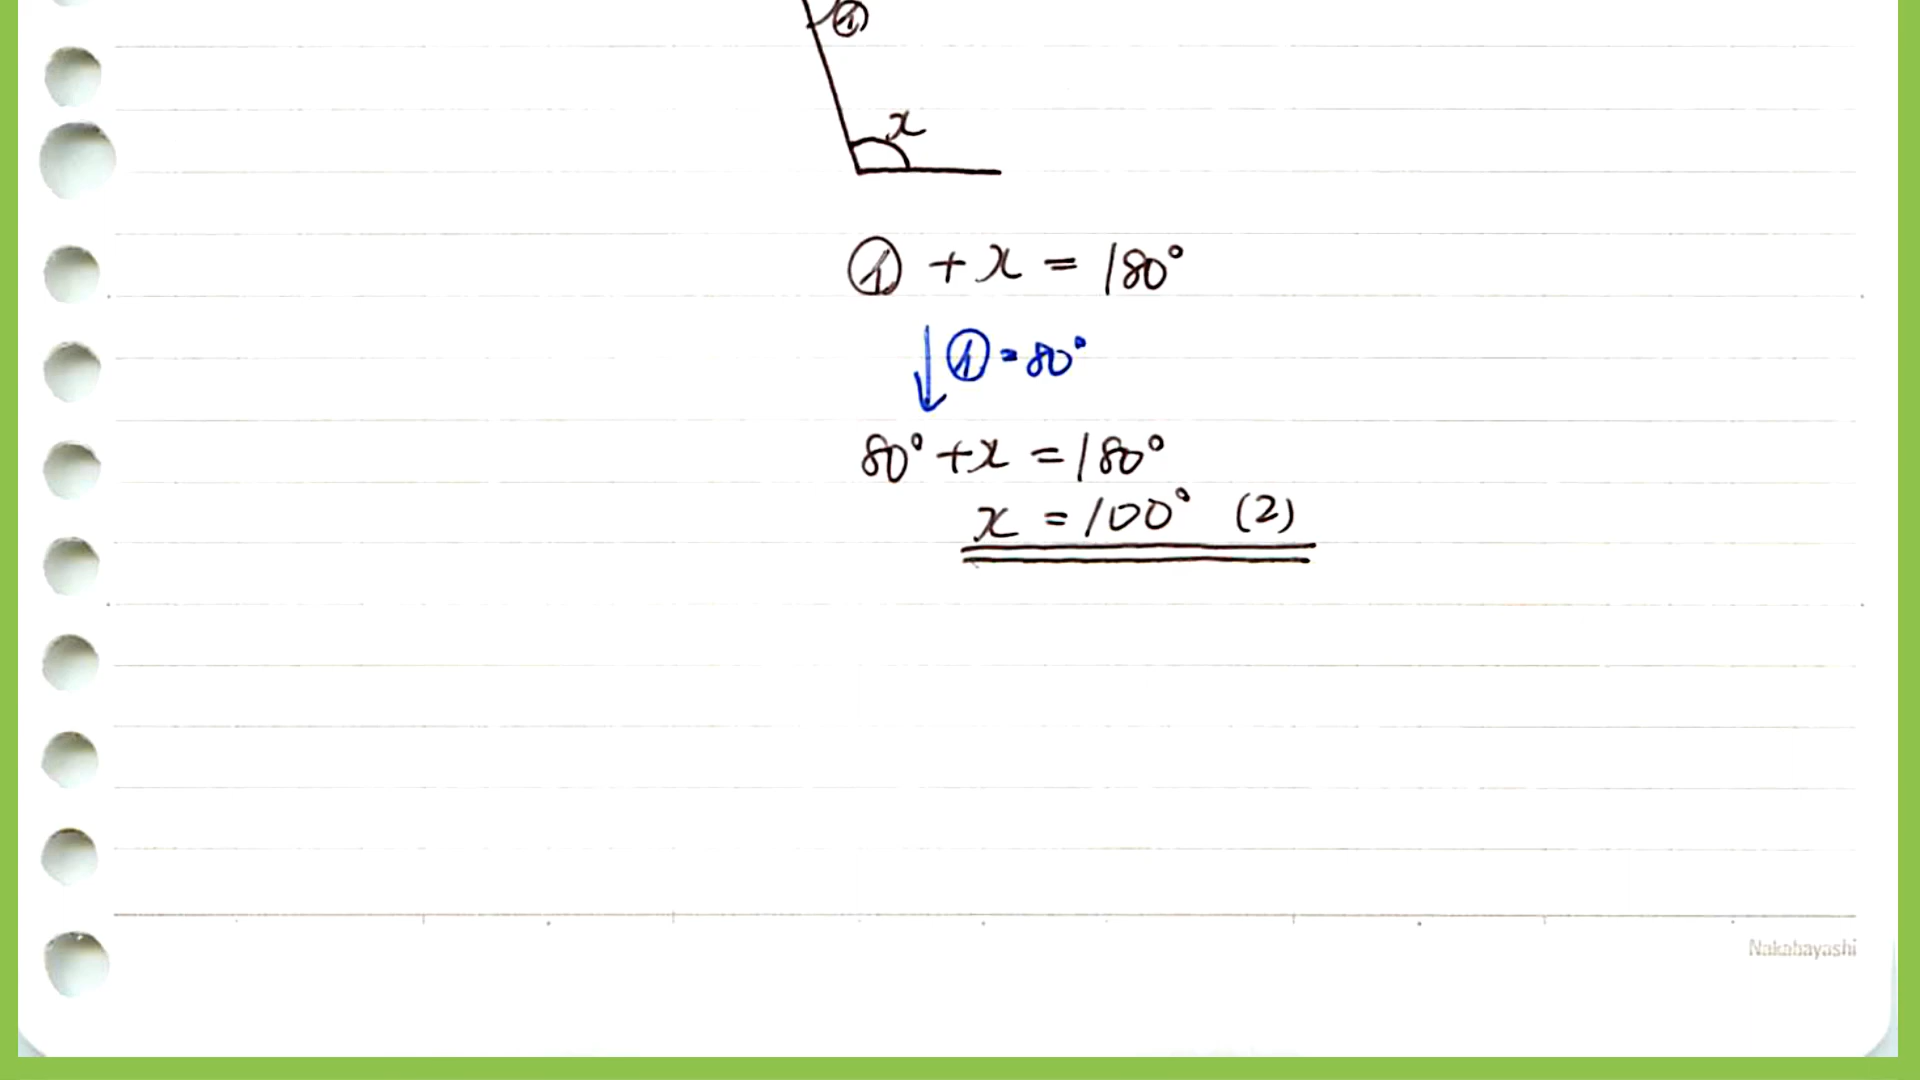 ①
x
① + x = 180°
① = 80°
80° + x = 180°
x = 100° (2)
Nakabayashi